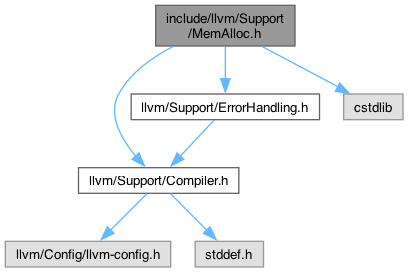 include/llvm/Support
/MemAlloc.h
llvm/Support/ErrorHandling.h
cstdlib
llvm/Support/Compiler.h
llvm/Config/llvm-config.h
stddef.h